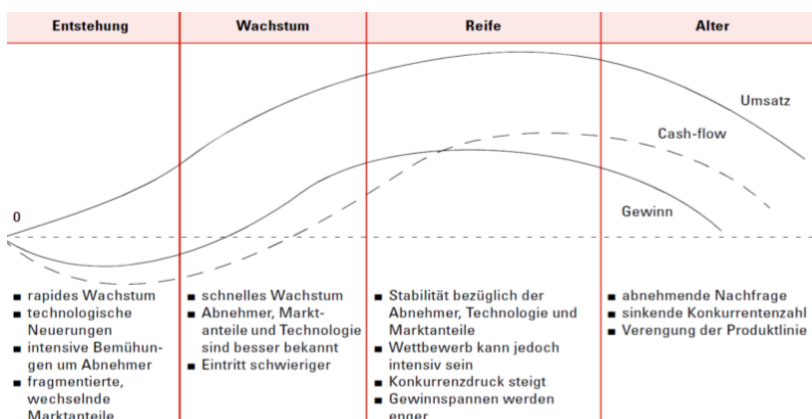 Entstehung
Wachstum
Reife
Alter
Umsatz
Cash-flow
Gewinn
0
■ rapides Wachstum
■ technologische
Neuerungen
■ intensive Bemühun-
gen um Abnehmer
■ fragmentierte,
wechselnde
Marktanteile
■ schnelles Wachstum
■ Abnehmer, Markt-
anteile und Technologie
sind besser bekannt
■ Eintritt schwieriger
■ Stabilität bezüglich der
Abnehmer, Technologie und
Marktanteile
■ Wettbewerb kann jedoch
intensiv sein
■ Konkurrenzdruck steigt
■ Gewinnspannen werden
enger
■ abnehmende Nachfrage
■ sinkende Konkurrentenzahl
■ Verengung der Produktlinie